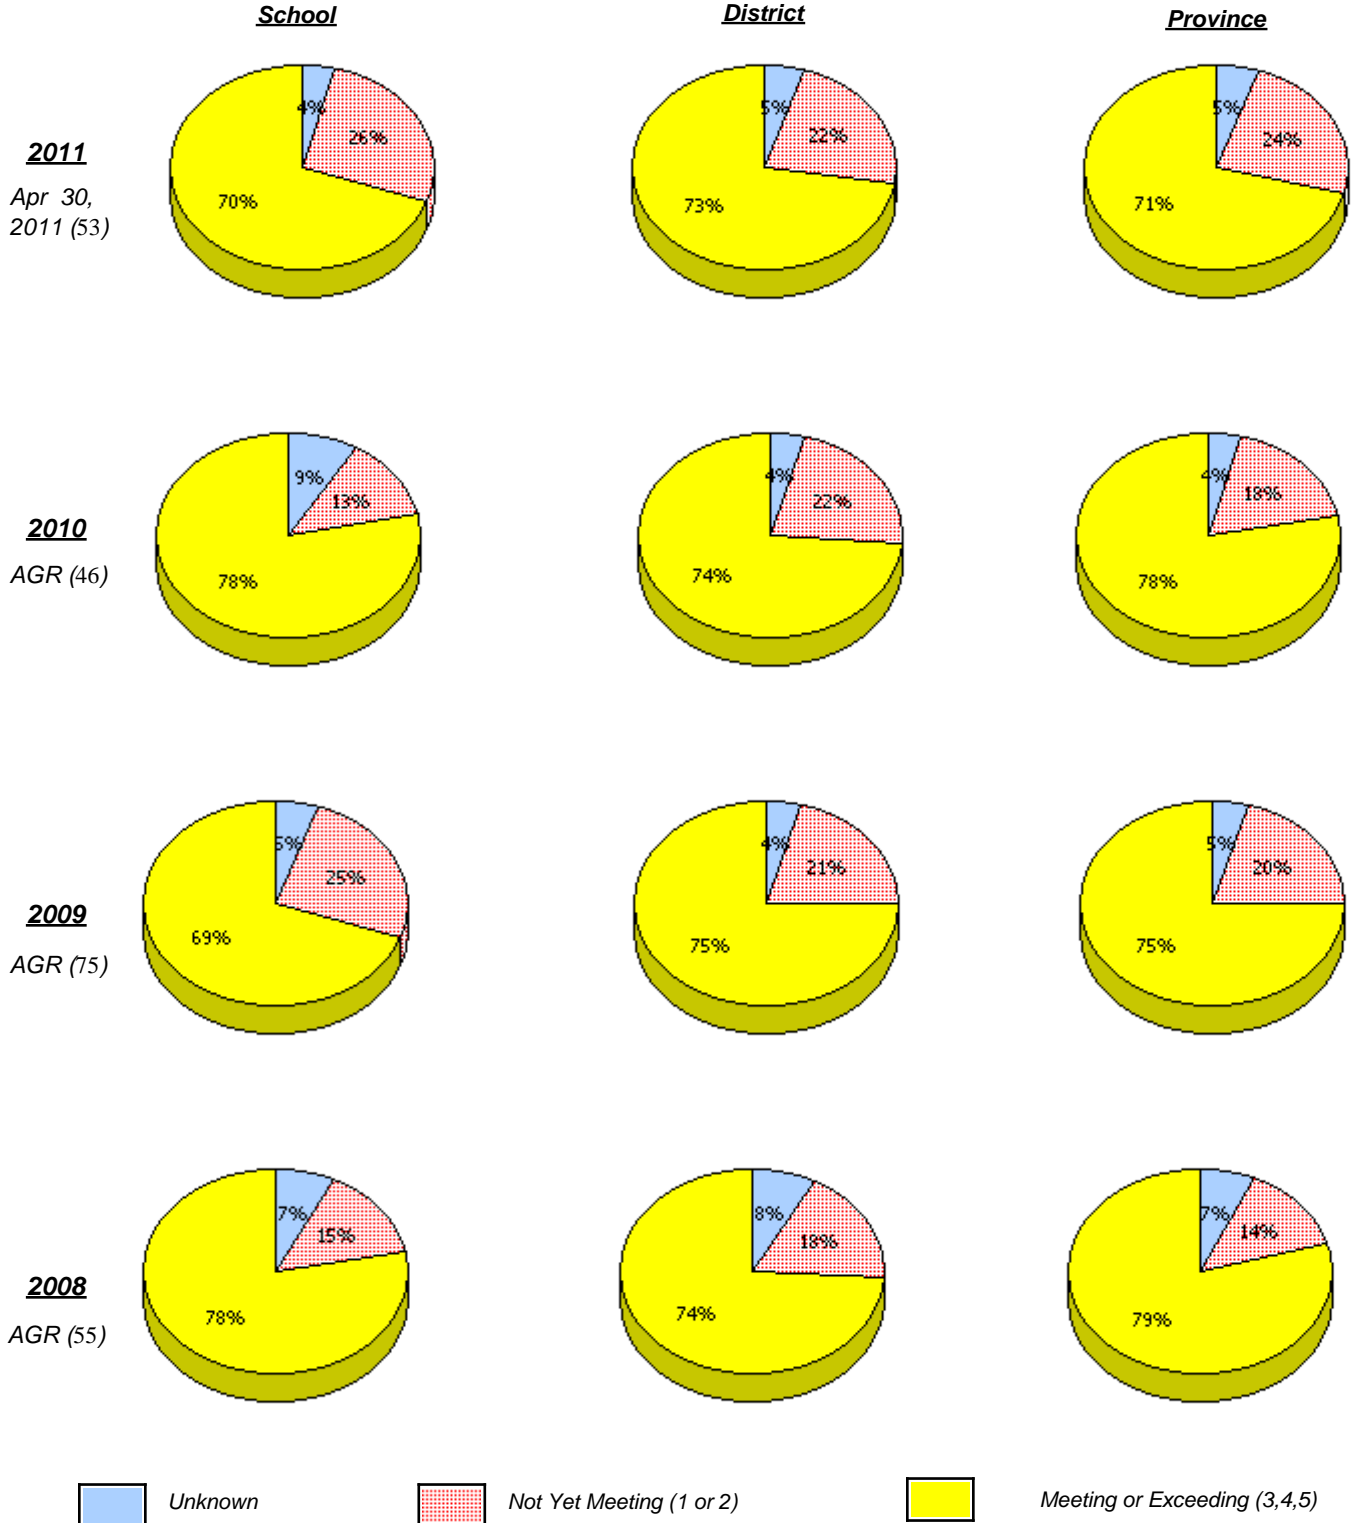 School District Province
2011
Apr 30,
2011 (53)
4% 26% 70%
5% 22% 73%
5% 24% 71%
2010
AGR (46)
9% 13% 78%
4% 22% 74%
4% 18% 78%
2009
AGR (75)
5% 25% 69%
4% 21% 75%
5% 20% 75%
2008
AGR (55)
7% 15% 78%
8% 18% 74%
7% 14% 79%
Unknown Not Yet Meeting (1 or 2) Meeting or Exceeding (3,4,5)